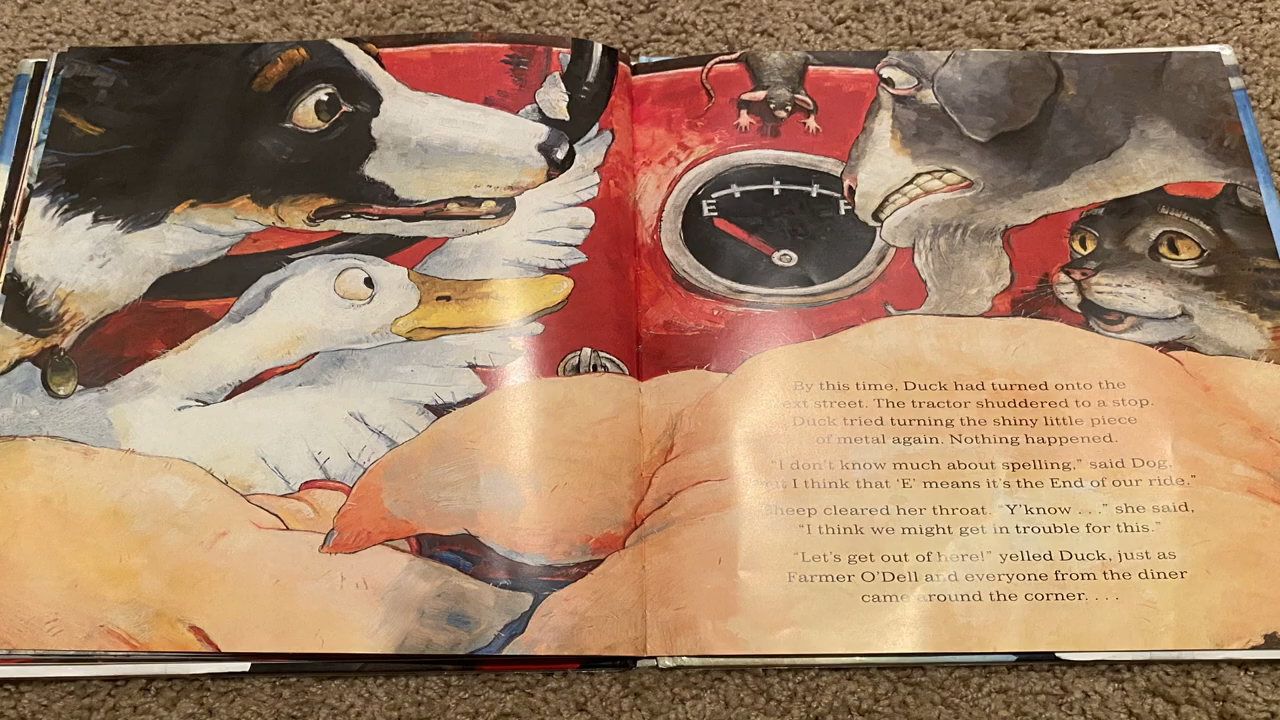 E
F
By this time, Duck had turned onto the
ext street. The tractor shuddered to a stop.
Duck tried turning the shiny little piece
of metal again. Nothing happened.
"I don't know much about spelling," said Dog,
I think that 'E' means it's the End of our ride."
heep cleared her throat. "Y'know . . ." she said,
"I think we might get in trouble for this."
"Let's get out of here!" yelled Duck, just as
Farmer O'Dell and everyone from the diner
came around the corner. . . .